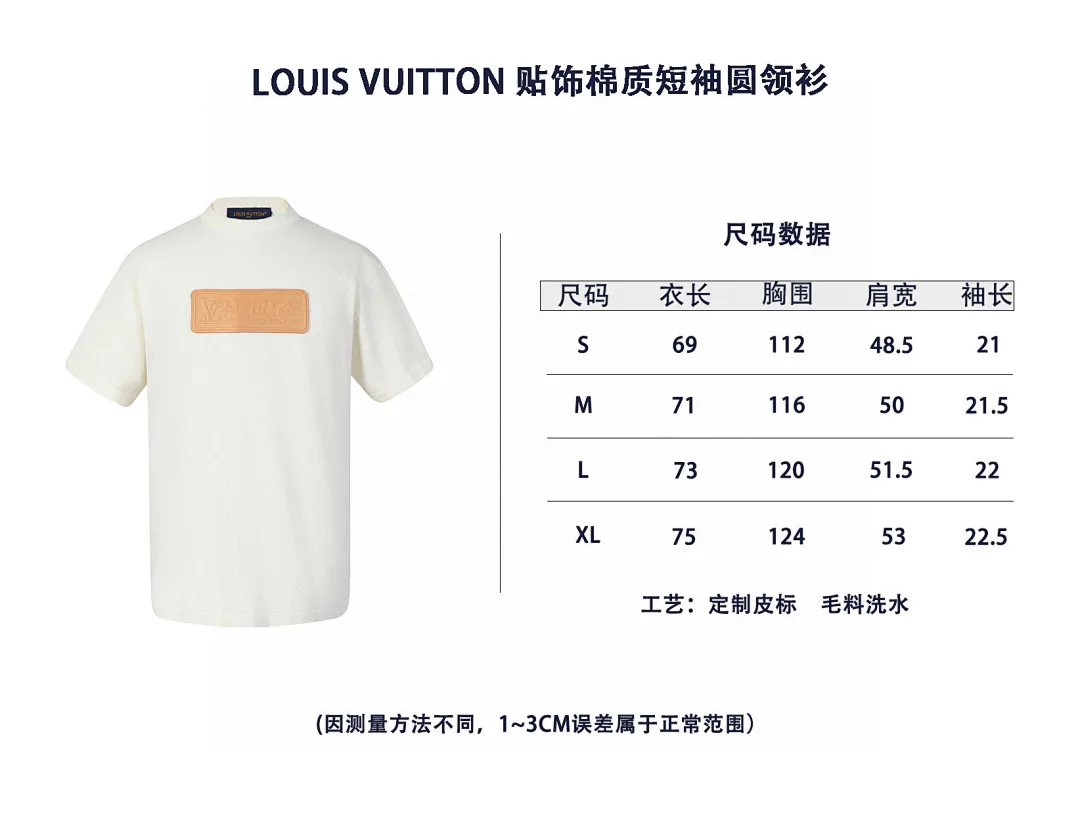 LOUIS VUITTON 贴饰棉质短袖圆领衫
LOUIS VUITTON
尺码数据
尺码 衣长 胸围 肩宽 袖长
S 69 112 48.5 21
M 71 116 50 21.5
L 73 120 51.5 22
XL 75 124 53 22.5
工艺：定制皮标 毛料洗水
(因测量方法不同，1~3CM误差属于正常范围)